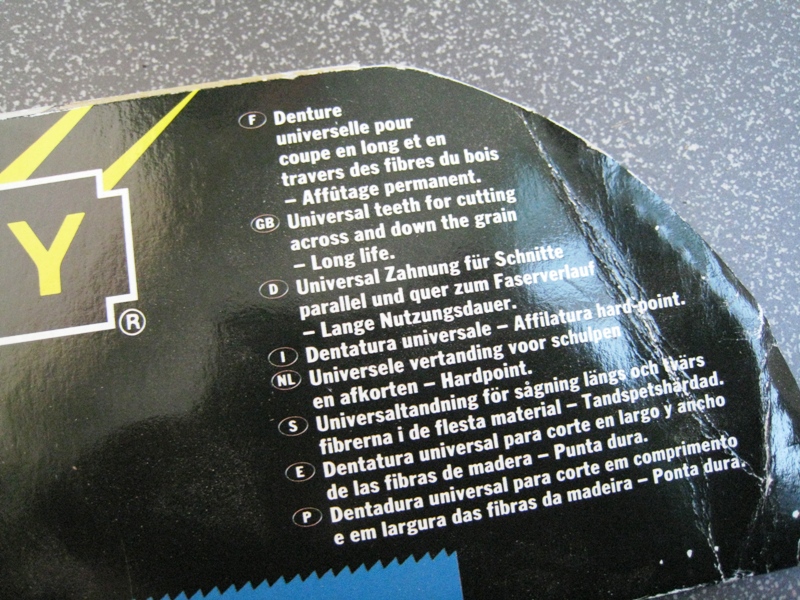 Y
®
F Denture
universelle pour
coupe en long et en
travers des fibres du bois
– Affûtage permanent.
GB Universal teeth for cutting
across and down the grain
– Long life.
D Universal Zahnung für Schnitte
parallel und quer zum Faserverlauf
– Lange Nutzungsdauer.
I Dentatura universale – Affilatura hard-point.
NL Universele vertanding voor schulpen
en afkorten – Hardpoint.
S Universaltandning för sågning längs och tvärs
fibrerna i de flesta material – Tandspetshärdad.
E Dentatura universal para corte en largo y ancho
de las fibras de madera – Punta dura.
P Dentadura universal para corte em comprimento
e em largura das fibras da madeira – Ponta dura.